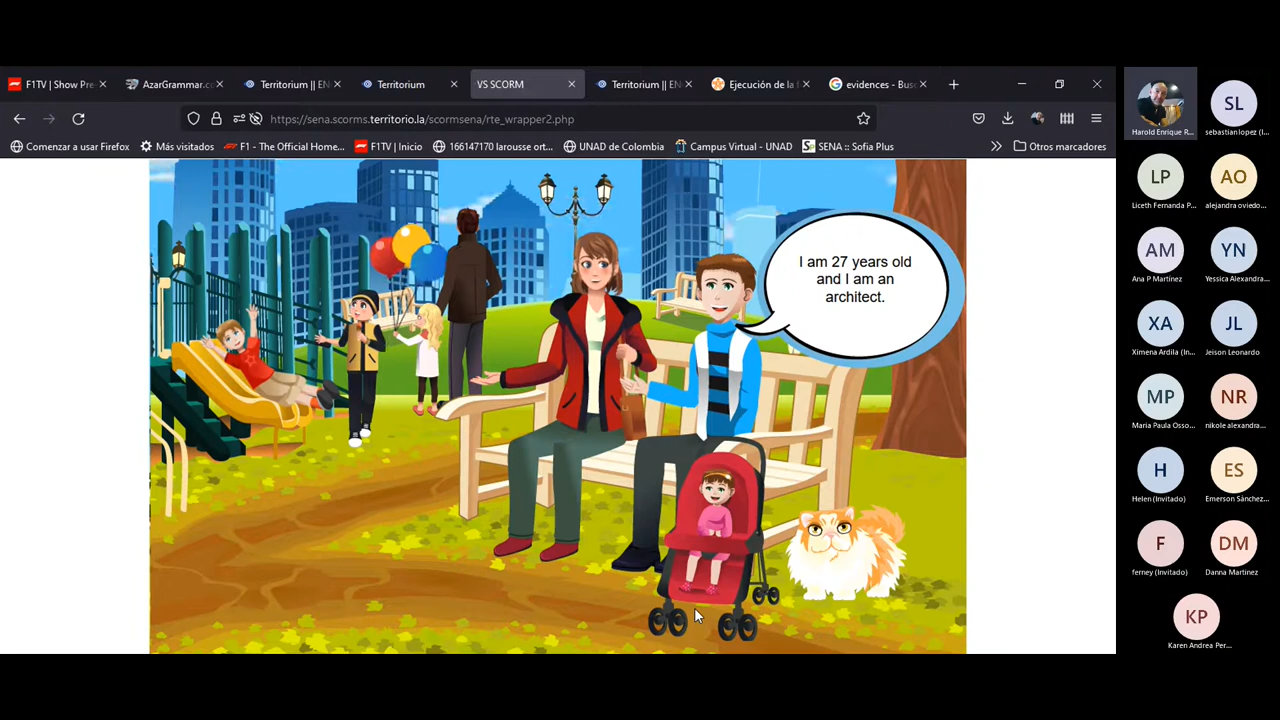 F1TV | Show Pre
AzarGrammar.c
Territorium || EN
Territorium
VS SCORM
Territorium || EN
Ejecución de la
evidences - Bus
https://sena.scorms.territorio.la/scormsena/rte_wrapper2.php
Comenzar a usar Firefox
Más visitados
F1 - The Official Home...
F1TV | Inicio
166147170 larousse ort...
UNAD de Colombia
Campus Virtual - UNAD
SENA :: Sofia Plus
Otros marcadores
I am 27 years old
and I am an
architect.
Harold Enrique R...
SL
sebastian lopez (I...
LP
Liceth Fernanda P...
AO
alejandra oviedo...
AM
Ana P Martínez
YN
Yessica Alexandra...
XA
Ximena Ardila (In...
JL
Jeison Leonardo
MP
Maria Paula Osso...
NR
nikole alexandra...
H
Helen (Invitado)
ES
Emerson Sánchez...
F
ferney (Invitado)
DM
Danna Martinez
KP
Karen Andrea Per...